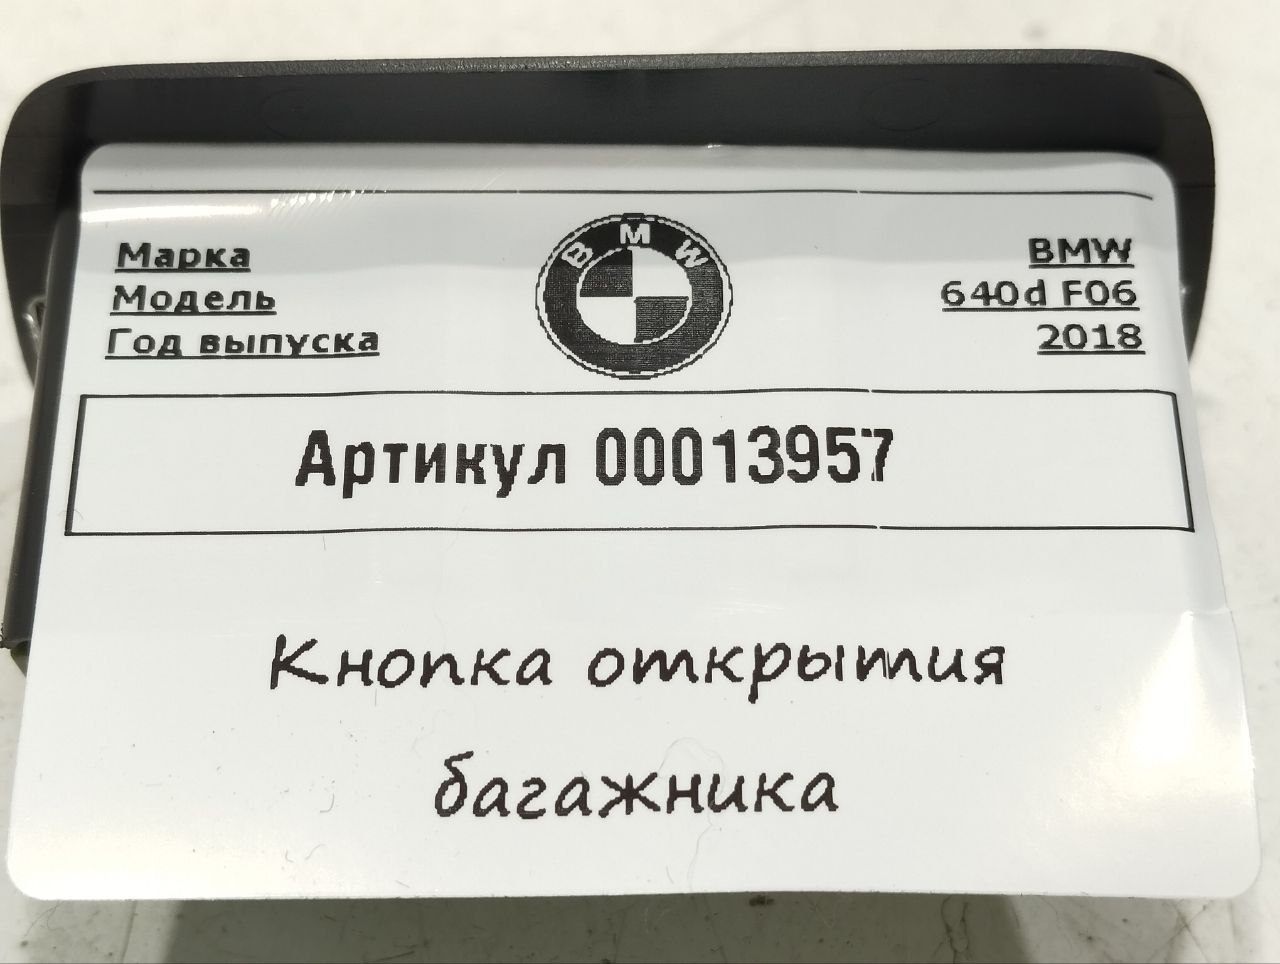 Марка
Модель
Год выпуска
BMW
BMW
640d F06
2018
Артикул 00013957
Кнопка открытия
багажника